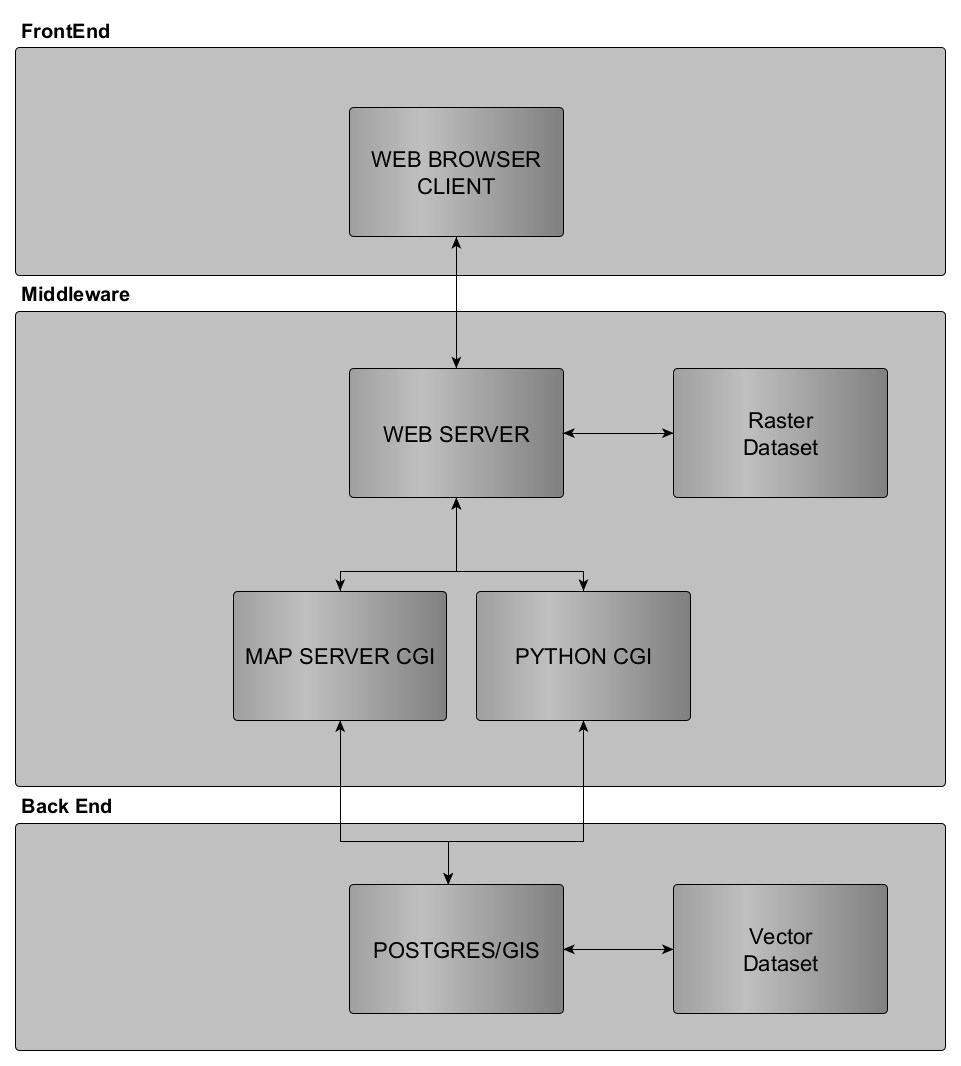 FrontEnd
WEB BROWSER
CLIENT
Middleware
WEB SERVER
Raster
Dataset
MAP SERVER CGI
PYTHON CGI
Back End
POSTGRES/GIS
Vector
Dataset